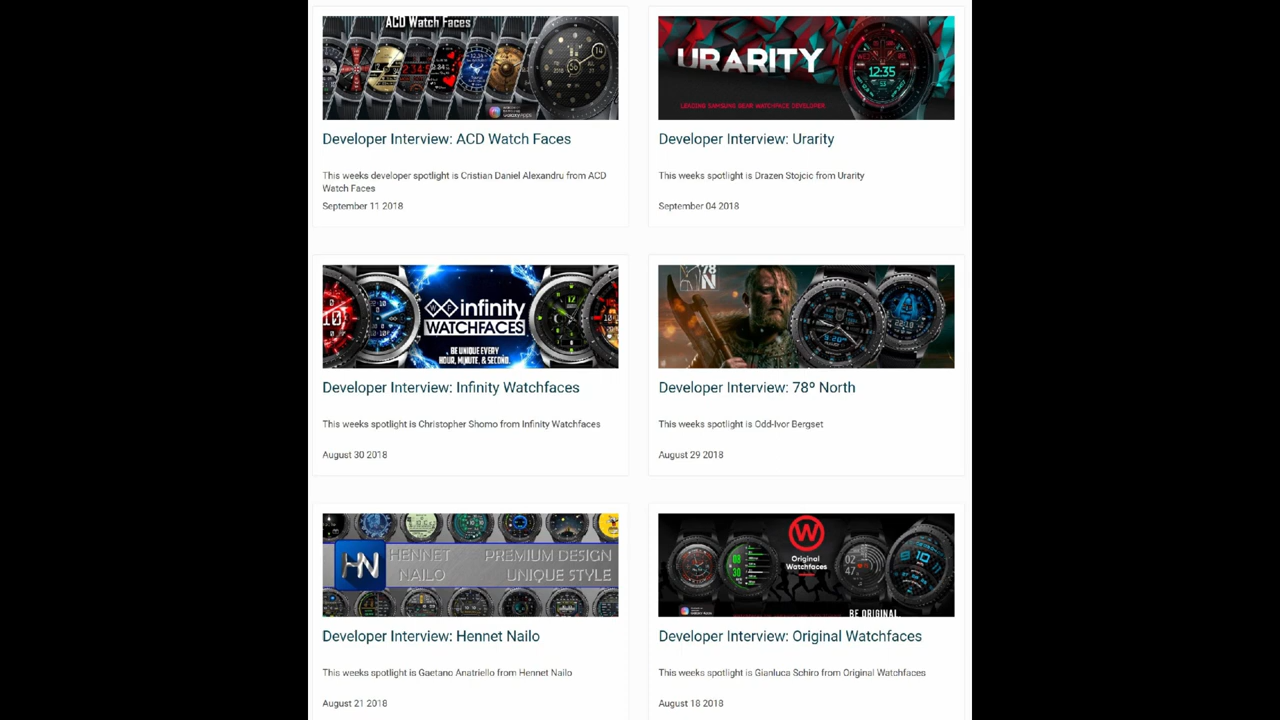 ACD Watch Faces
Developer Interview: ACD Watch Faces
This weeks developer spotlight is Cristian Daniel Alexandru from ACD
Watch Faces
September 11 2018
URARITY
LEADING SAMSUNG GEAR WATCHFACE DEVELOPER
12:35
Developer Interview: Urarity
This weeks spotlight is Drazen Stojcic from Urarity
September 04 2018
infinity
WATCHFACES
BE UNIQUE EVERY
HOUR, MINUTE, & SECOND.
Developer Interview: Infinity Watchfaces
This weeks spotlight is Christopher Shomo from Infinity Watchfaces
August 30 2018
78
N
Developer Interview: 78º North
This weeks spotlight is Odd-Ivor Bergset
August 29 2018
HN
HENNET
NAILO
PREMIUM DESIGN
UNIQUE STYLE
Developer Interview: Hennet Nailo
This weeks spotlight is Gaetano Anatriello from Hennet Nailo
August 21 2018
W
Original
Watchfaces
BE ORIGINAL
Developer Interview: Original Watchfaces
This weeks spotlight is Gianluca Schiro from Original Watchfaces
August 18 2018